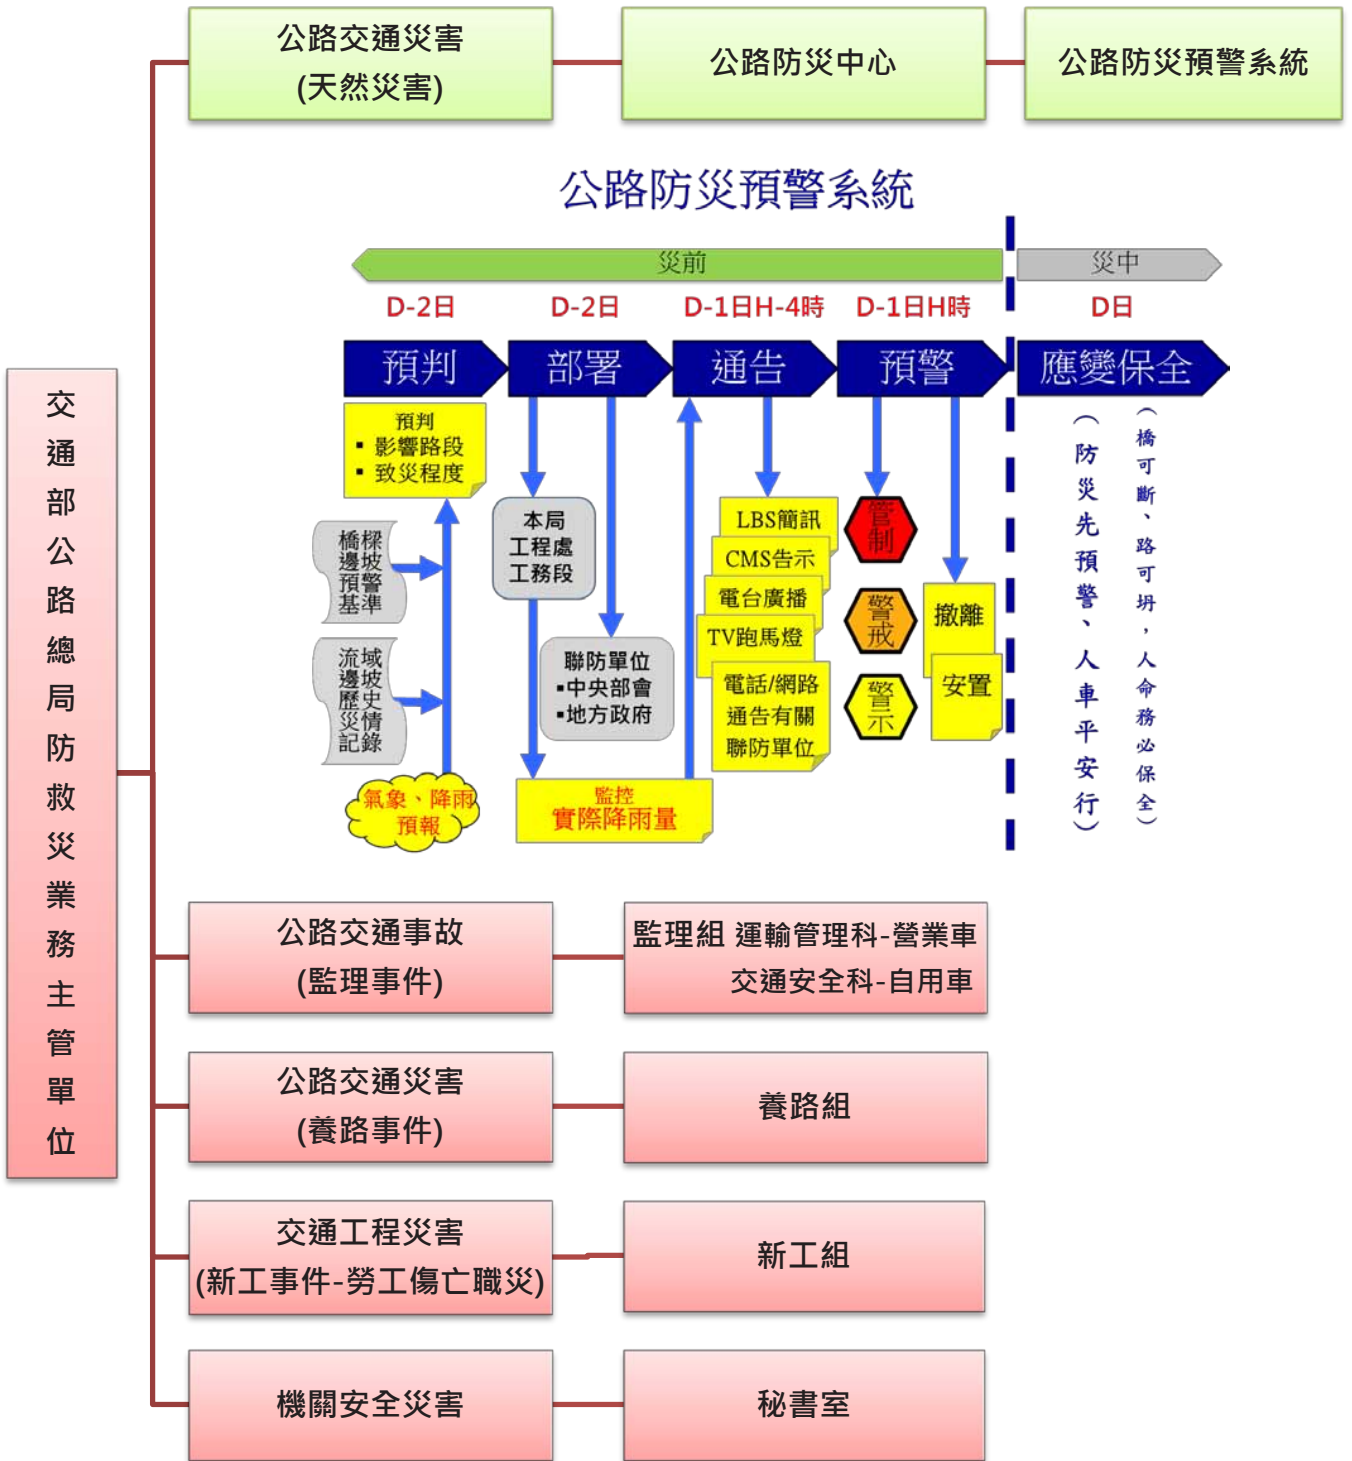 公路交通災害
(天然災害)
公路防災中心
公路防災預警系統
公路防災預警系統
災前
災中
D-2日
D-2日
D-1日H-4時
D-1日H時
D日
預判
部署
通告
預警
應變保全
預判
▪ 影響路段
▪ 致災程度
橋樑
邊坡
預警
基準
流域
邊坡
歷史
災情
記錄
氣象、降雨
預報
本局
工程處
工務段
聯防單位
▪中央部會
▪地方政府
監控
實際降雨量
LBS簡訊
CMS告示
電台廣播
TV跑馬燈
電話/網路
通告有關
聯防單位
管制
警戒
警示
撤離
安置
(橋可斷、路可坍，人命務必保全)
(防災先預警、人車平安行)
交通部公路總局防救災業務主管單位
公路交通事故
(監理事件)
監理組 運輸管理科-營業車
交通安全科-自用車
公路交通災害
(養路事件)
養路組
交通工程災害
(新工事件-勞工傷亡職災)
新工組
機關安全災害
秘書室